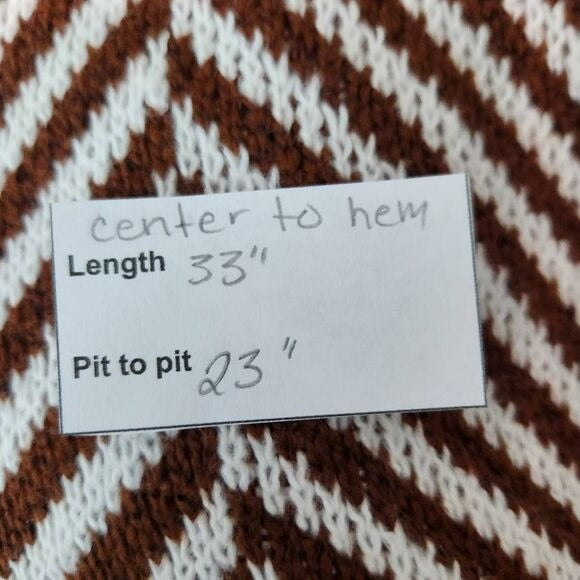 center to hem
Length 33"
Pit to pit 23"